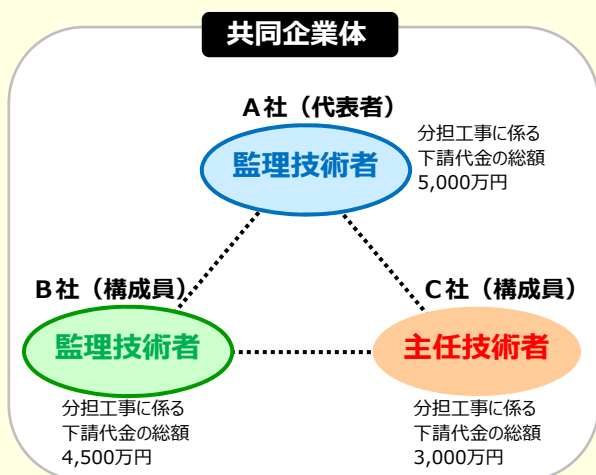 共同企業体
A社（代表者）
監理技術者
分担工事に係る
下請代金の総額
5,000万円
B社（構成員）
監理技術者
分担工事に係る
下請代金の総額
4,500万円
C社（構成員）
主任技術者
分担工事に係る
下請代金の総額
3,000万円